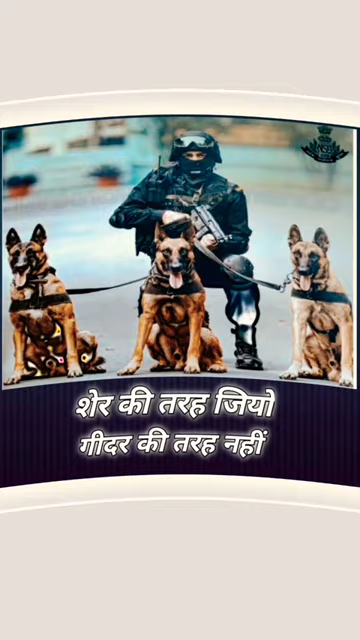 शेर की तरह जियो
गीदर की तरह नहीं